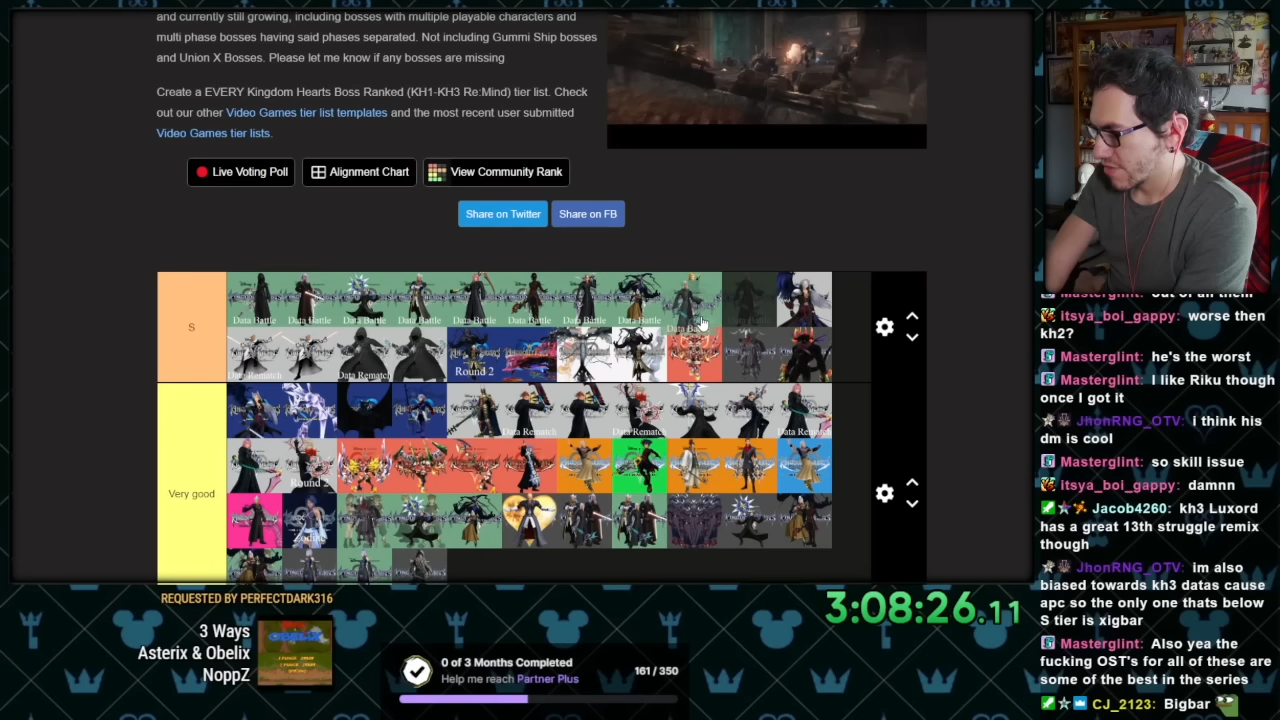 and currently still growing, including bosses with multiple playable characters and
multi phase bosses having said phases separated. Not including Gummi Ship bosses
and Union X Bosses. Please let me know if any bosses are missing
Create a EVERY Kingdom Hearts Boss Ranked (KH1-KH3 Re:Mind) tier list. Check
out our other Video Games tier list templates and the most recent user submitted
Video Games tier lists.
Live Voting Poll
Alignment Chart
View Community Rank
Share on Twitter
Share on FB
S
Data Battle
Data Battle
Data Battle
Data Battle
Data Battle
Data Battle
Data Battle
Data Battle
Data Rematch
Data Rematch
Round 2
Very good
Data Rematch
Data Rematch
Data Rematch
Round 2
Zodiac
REQUESTED BY PERFECTDARK316
3 Ways
Asterix & Obelix
NoppZ
0 of 3 Months Completed
Help me reach Partner Plus
161 / 350
3:08:26.11
Masterglint: out of all them
itsya_boi_gappy: worse then
kh2?
Masterglint: he's the worst
Masterglint: I like Riku though
once I got it
JhonRNG_OTV: i think his
dm is cool
Masterglint: so skill issue
itsya_boi_gappy: damnn
Jacob4260: kh3 Luxord
has a great 13th struggle remix
though
JhonRNG_OTV: im also
biased towards kh3 datas cause
apc so the only one thats below
S tier is xigbar
Masterglint: Also yea the
fucking OST's for all of these are
some of the best in the series
CJ_2123: Bigbar